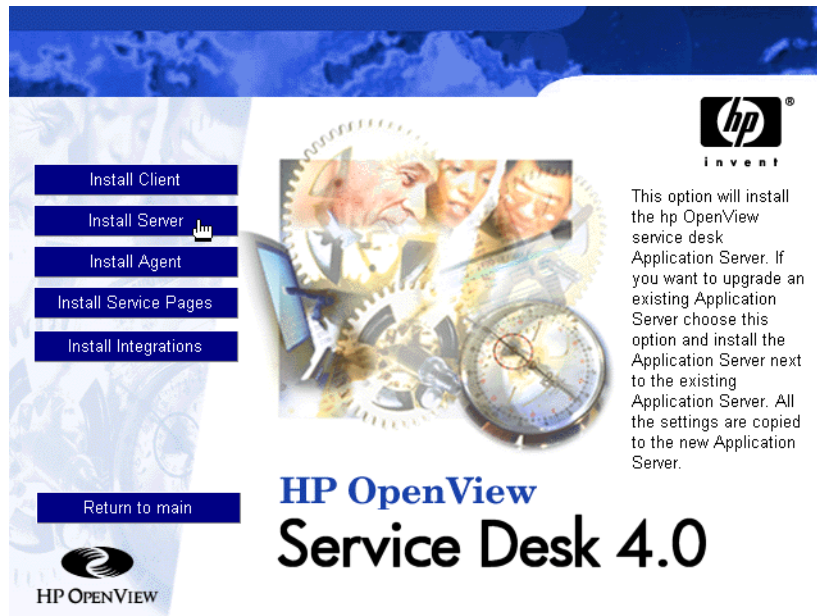 hp
®
invent
Install Client
Install Server
Install Agent
Install Service Pages
Install Integrations
Return to main
HP OPENVIEW
This option will install
the hp OpenView
service desk
Application Server. If
you want to upgrade an
existing Application
Server choose this
option and install the
Application Server next
to the existing
Application Server. All
the settings are copied
to the new Application
Server.
HP OpenView
Service Desk 4.0